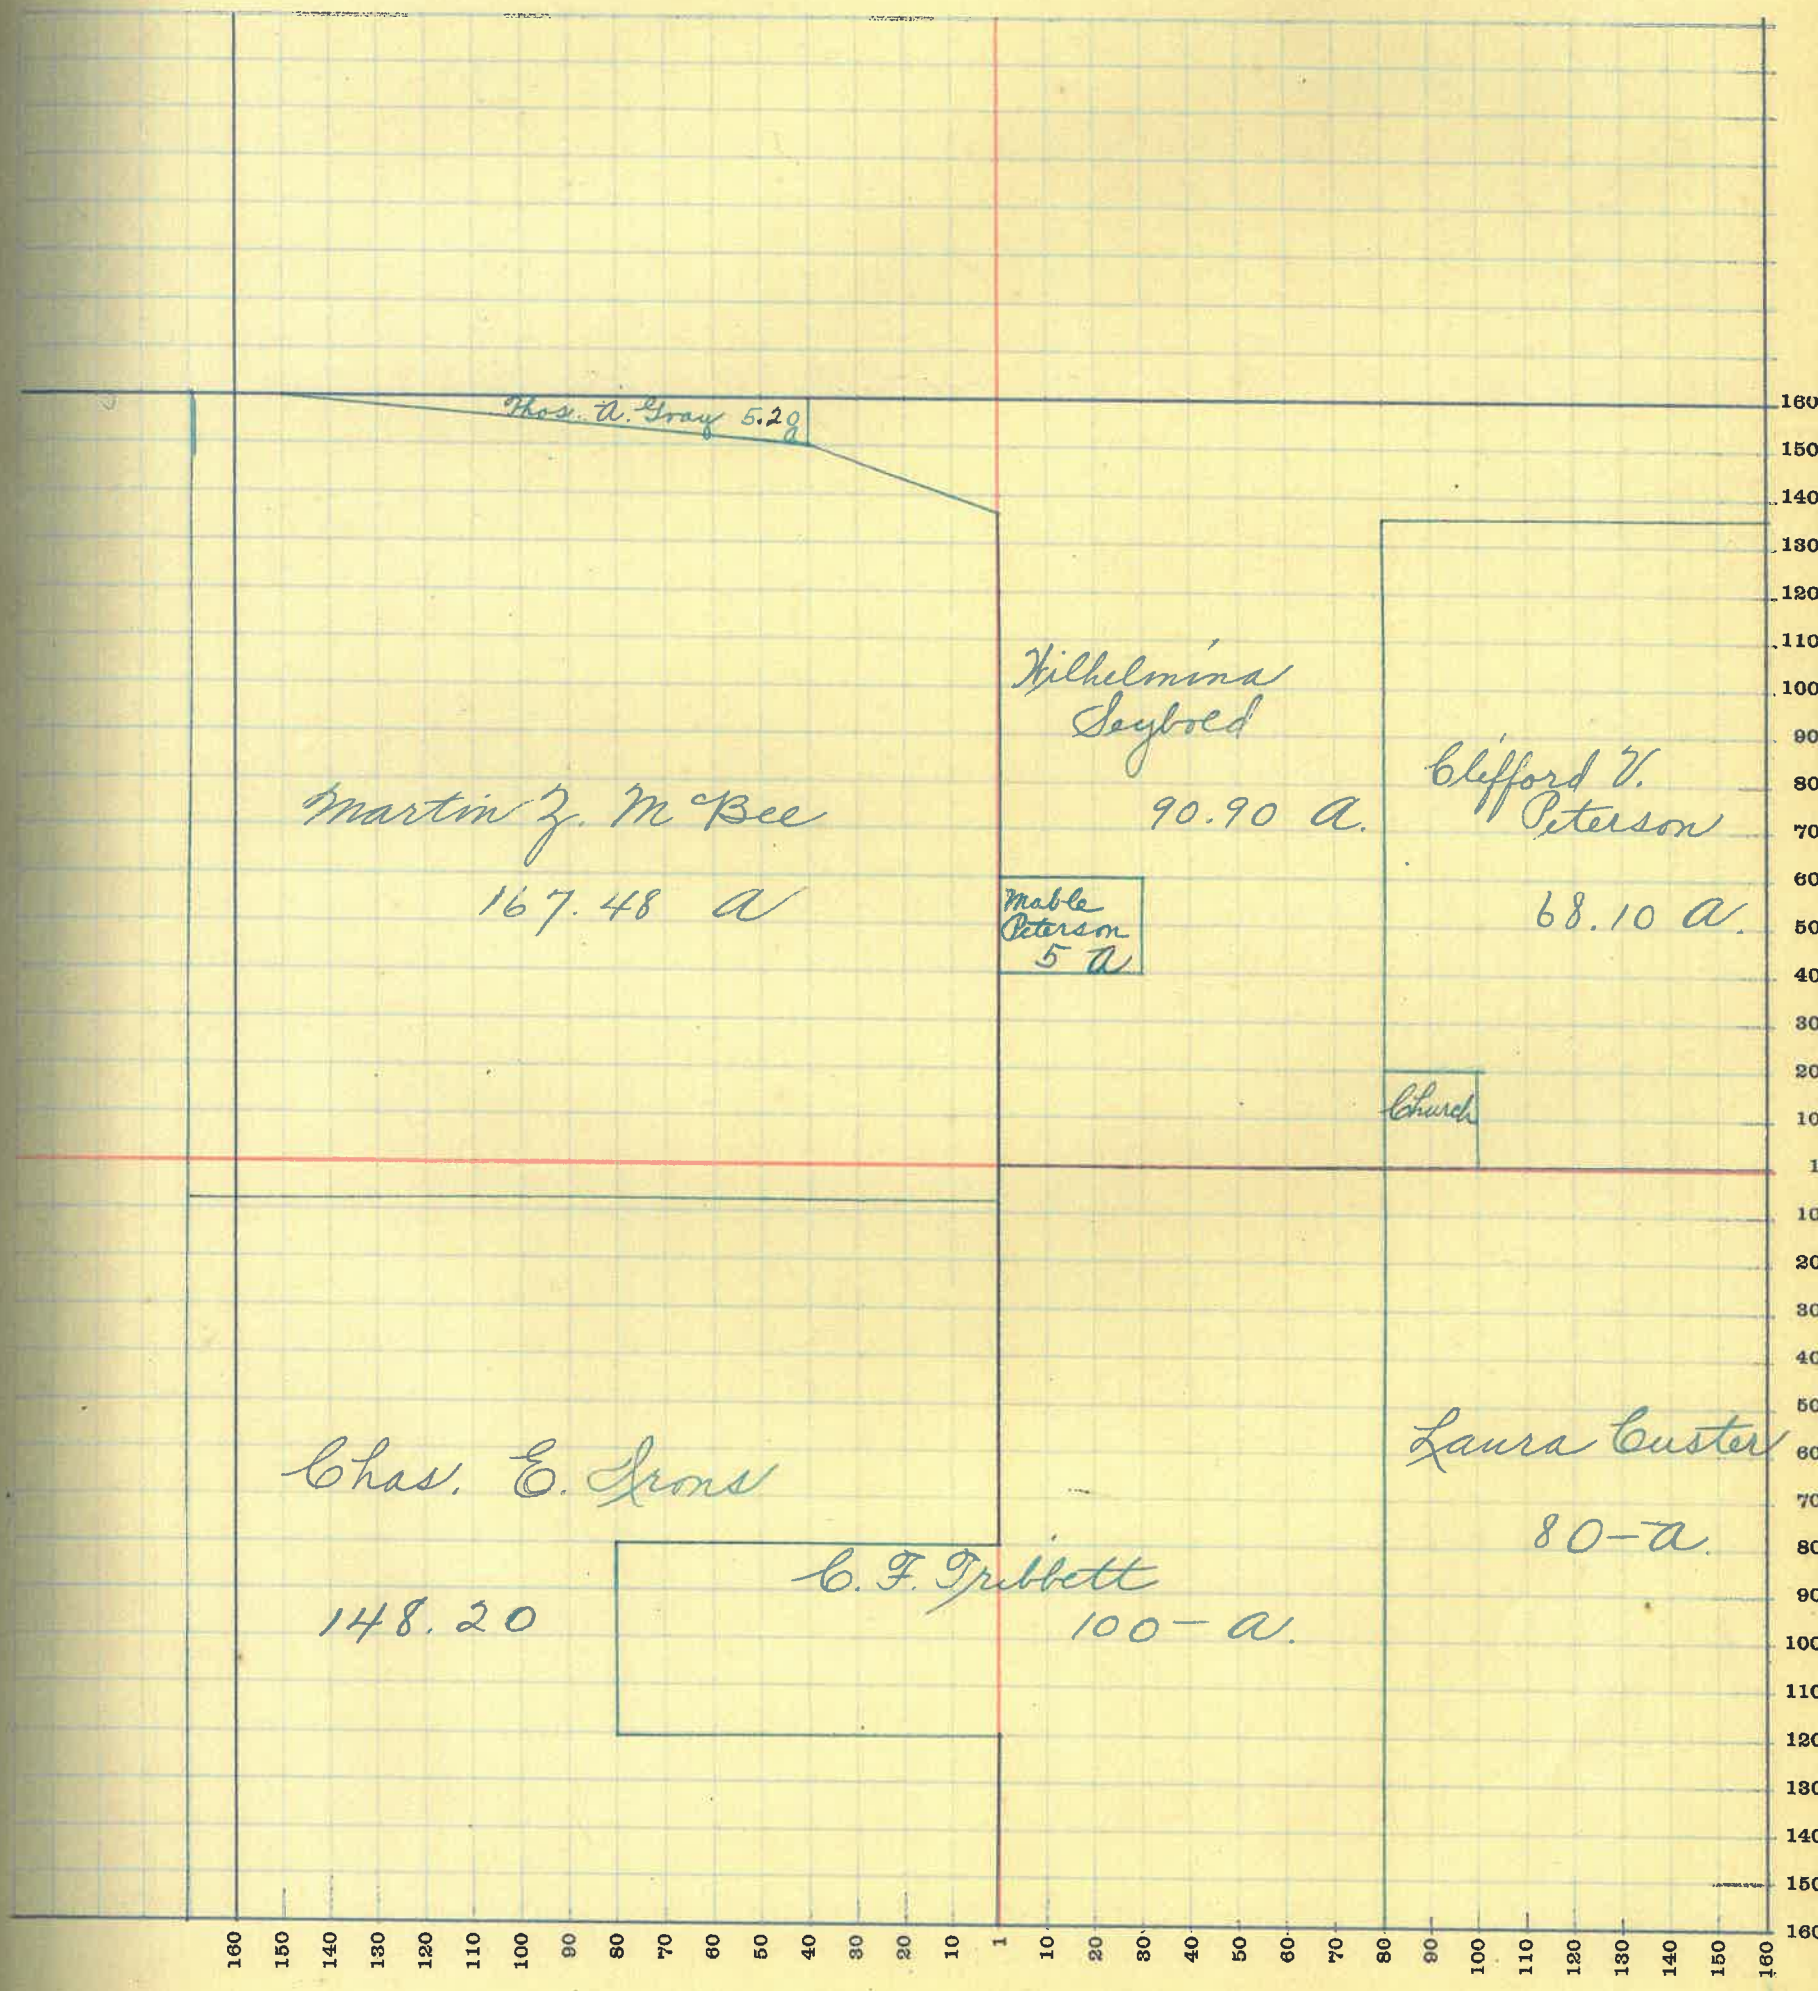 Thos. A. Gray 5.20
a
Wilhelmina
Seybold
90.90 a.
Clifford V.
Peterson
68.10 a.
Martin Z. McBee
167.48 a
Mable
Peterson
5 a
Church
Chas. E. Irons
148.20
C. F. Tribbett
100- a.
Laura Custer
80- a.
160
150
140
130
120
110
100
90
80
70
60
50
40
30
20
10
1
10
20
30
40
50
60
70
80
90
100
110
120
130
140
150
160
160 150 140 130 120 110 100 90 80 70 60 50 40 30 20 10 1 10 20 30 40 50 60 70 80 90 100 110 120 130 140 150 160